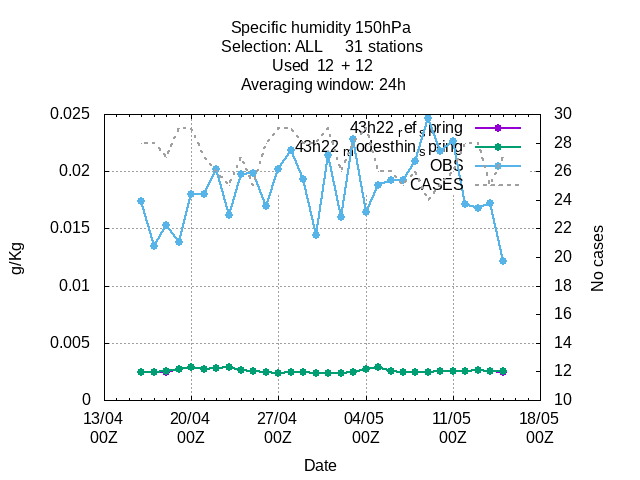 Specific humidity 150hPa
Selection: ALL 31 stations
Used 12 + 12
Averaging window: 24h
43h22_ref_spring
43h22_modesthin_spring
OBS
CASES
g/Kg
0.025
0.02
0.015
0.01
0.005
0
30
28
26
24
22
20
18
16
14
12
10
No cases
13/04 20/04 27/04 04/05 11/05 18/05
00Z 00Z 00Z 00Z 00Z 00Z
Date